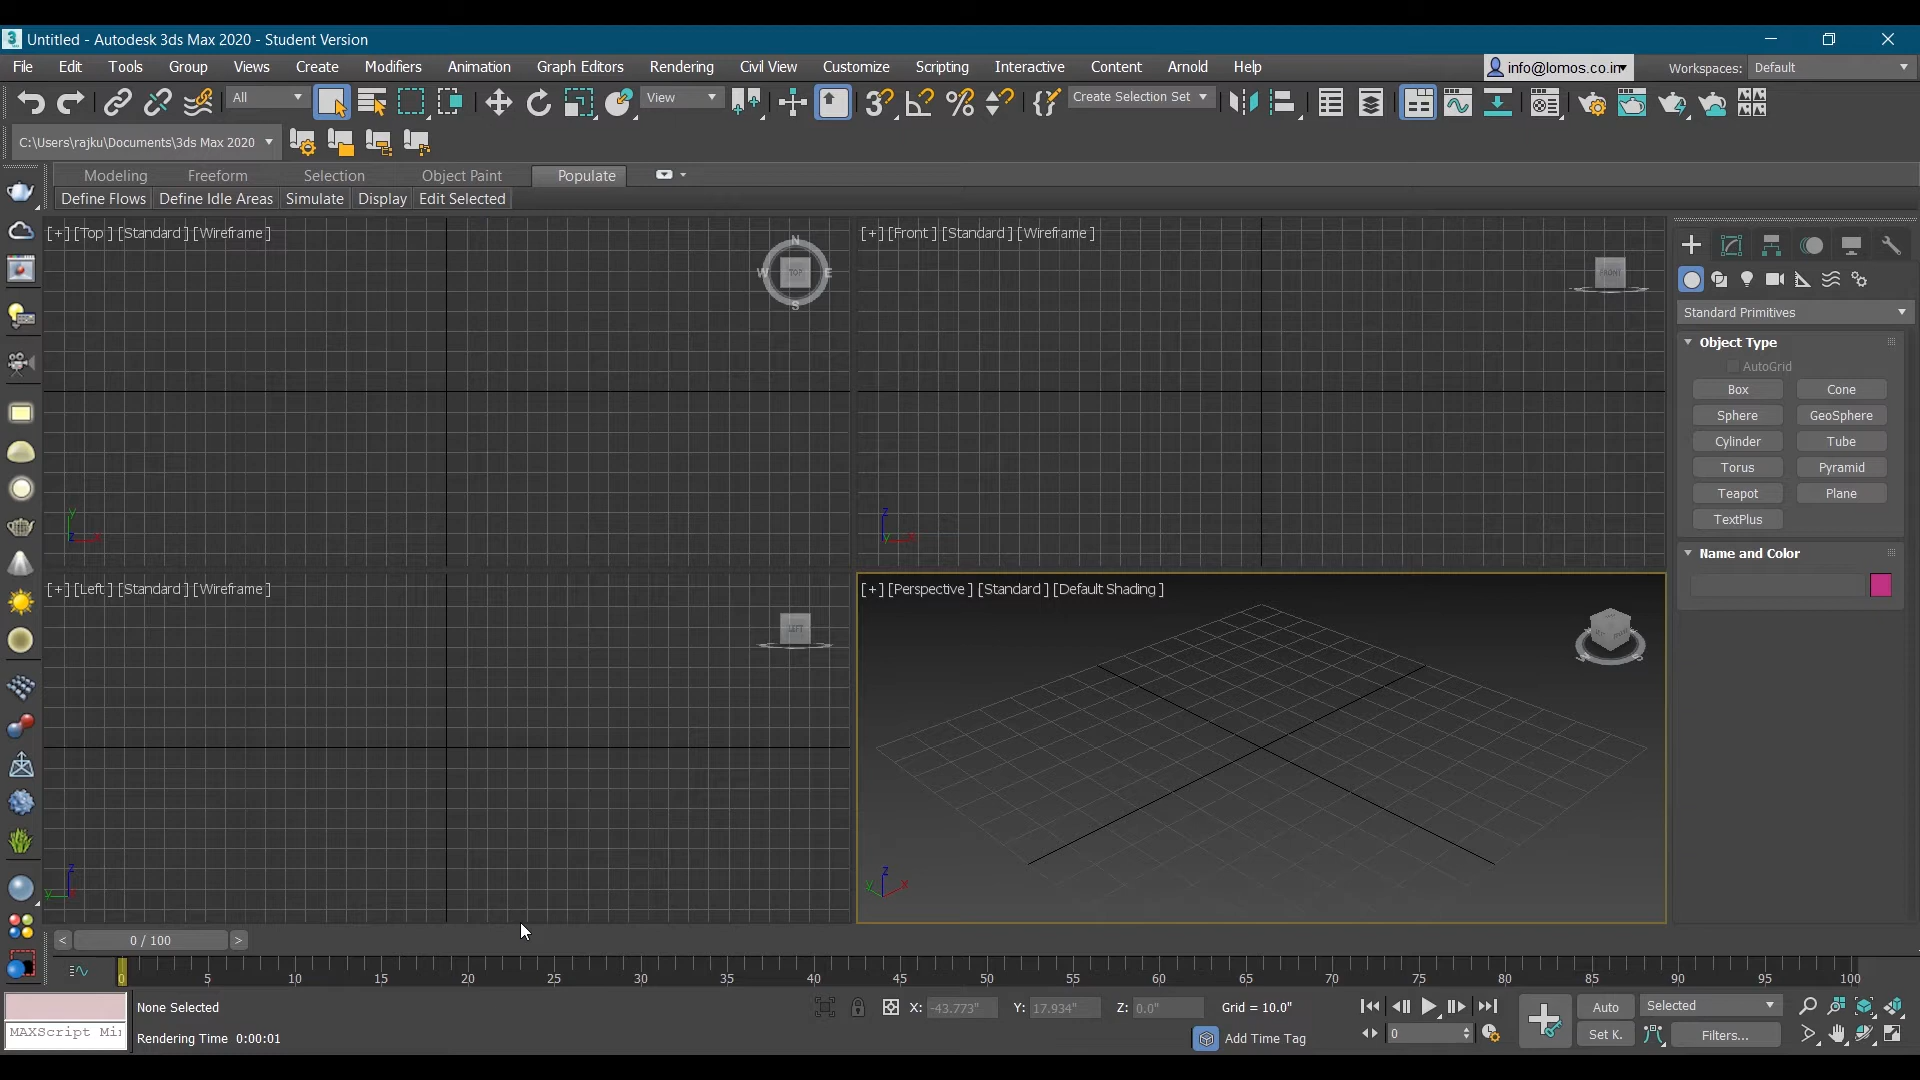 Untitled - Autodesk 3ds Max 2020 - Student Version
File Edit Tools Group Views Create Modifiers Animation Graph Editors Rendering Civil View Customize Scripting Interactive Content Arnold Help info@lomos.co.in Workspaces: Default
All View Create Selection Set
C:\Users\rajku\Documents\3ds Max 2020
Modeling Freeform Selection Object Paint Populate
Define Flows Define Idle Areas Simulate Display Edit Selected
[+] [Top ] [Standard ] [Wireframe ]
N
W TOP E
S
y
z x
[+] [Front ] [Standard ] [Wireframe ]
FRONT
z
y x
[+] [Left ] [Standard ] [Wireframe ]
LEFT
z
y x
[+] [Perspective ] [Standard ] [Default Shading ]
z
y x
Standard Primitives
Object Type
AutoGrid
Box Cone
Sphere GeoSphere
Cylinder Tube
Torus Pyramid
Teapot Plane
TextPlus
Name and Color
< 0 / 100 >
0 5 10 15 20 25 30 35 40 45 50 55 60 65 70 75 80 85 90 95 100
None Selected X: -43.773" Y: 17.934" Z: 0.0" Grid = 10.0" Auto Selected
MAXScript Mi
Rendering Time 0:00:01 Add Time Tag 0 Set K. Filters...